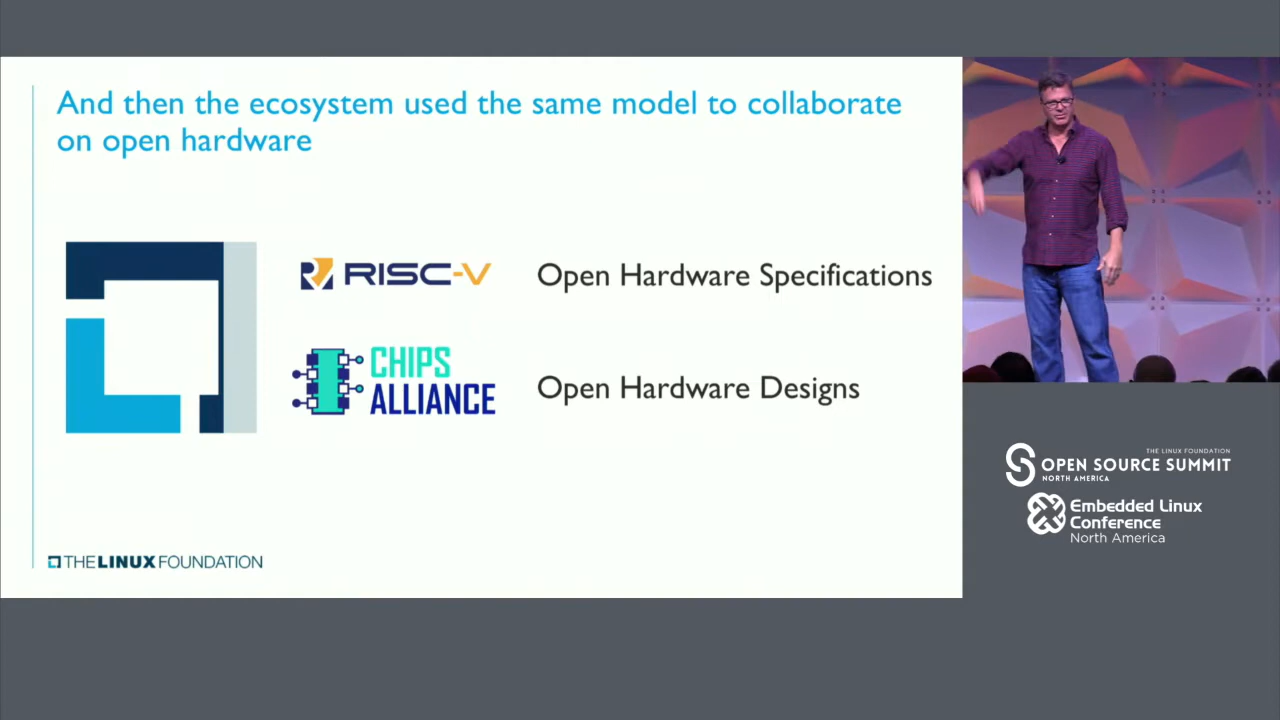 And then the ecosystem used the same model to collaborate
on open hardware
RISC-V
Open Hardware Specifications
CHIPS
ALLIANCE
Open Hardware Designs
THE LINUX FOUNDATION
THE LINUX FOUNDATION
OPEN SOURCE SUMMIT
NORTH AMERICA
Embedded Linux
Conference
North America